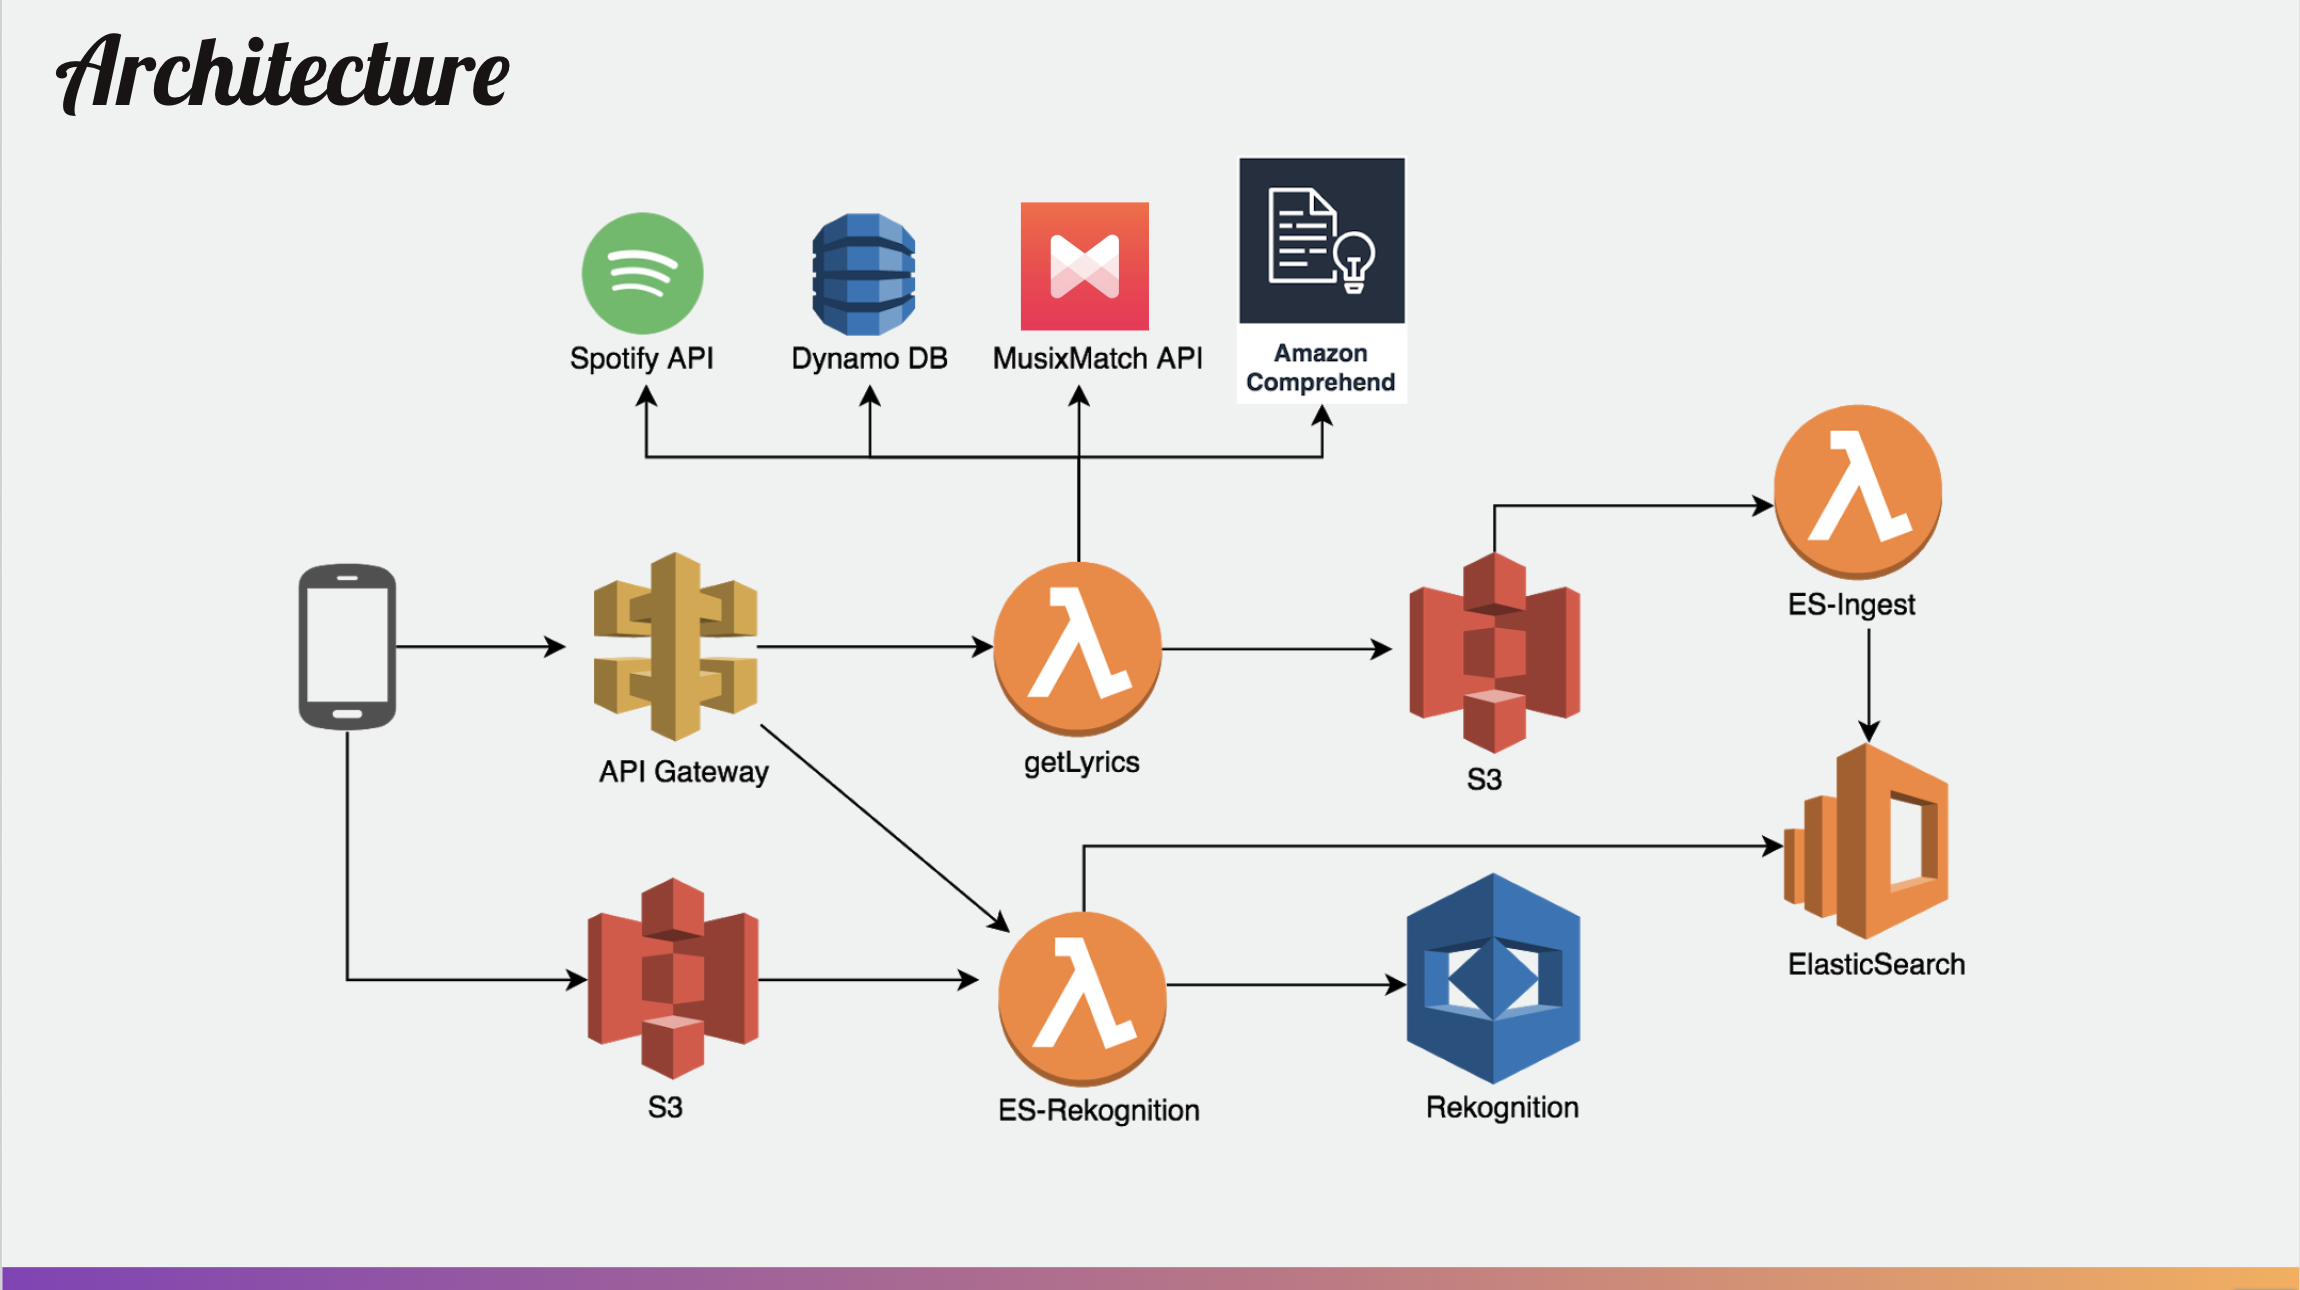 Architecture
Spotify API
Dynamo DB
MusixMatch API
Amazon
Comprehend
ES-Ingest
API Gateway
getLyrics
S3
ElasticSearch
S3
ES-Rekognition
Rekognition